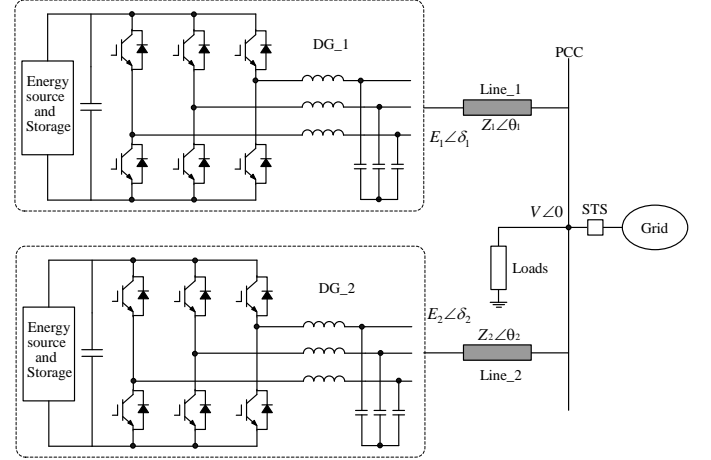 DG_1
Energy
source
and
Storage
PCC
Line_1
Z₁∠θ₁
E₁∠δ₁
V∠0
STS
Grid
Loads
DG_2
Energy
source
and
Storage
E₂∠δ₂
Z₂∠θ₂
Line_2